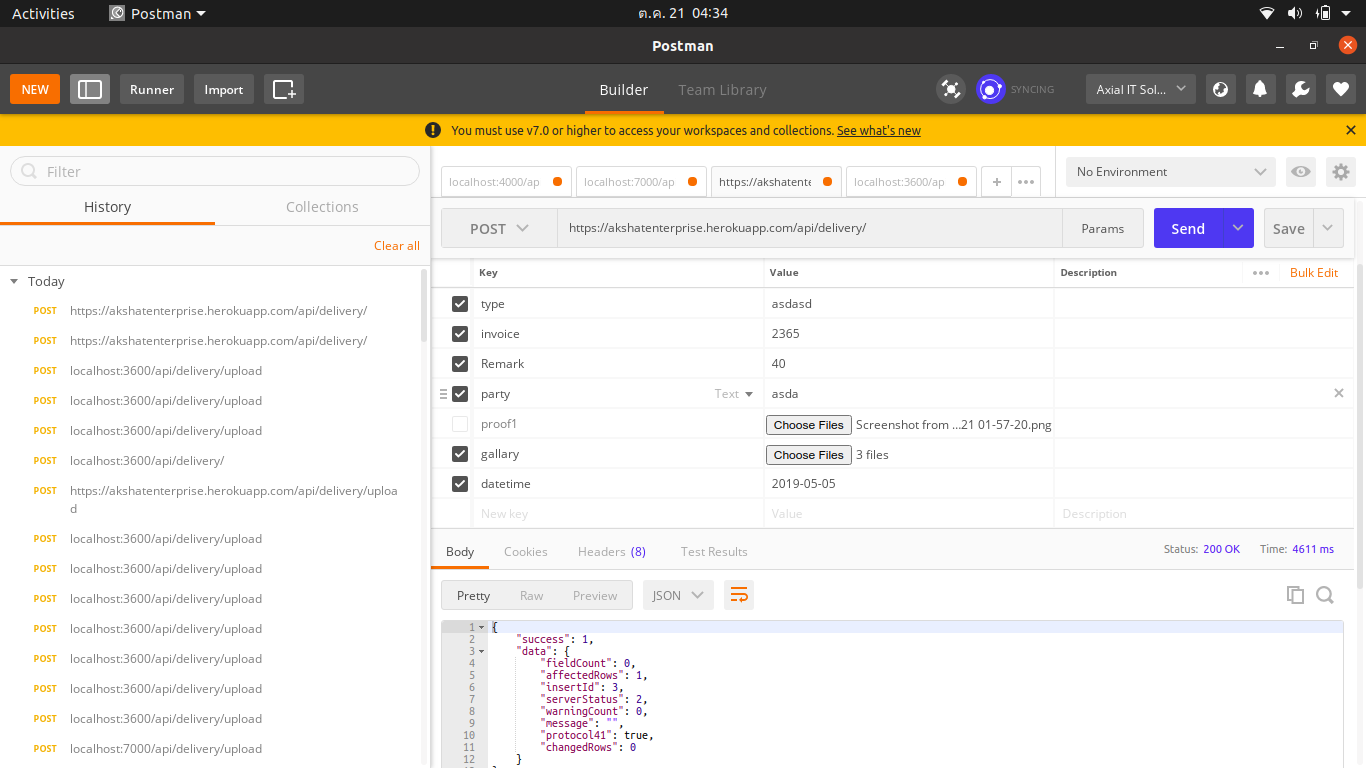 Activities Postman ต.ค. 21 04:34
Postman
NEW Runner Import Builder Team Library SYNCING Axial IT Sol...
You must use v7.0 or higher to access your workspaces and collections. See what's new
Filter
History Collections
Clear all
Today
POST https://akshatenterprise.herokuapp.com/api/delivery/
POST https://akshatenterprise.herokuapp.com/api/delivery/
POST localhost:3600/api/delivery/upload
POST localhost:3600/api/delivery/upload
POST localhost:3600/api/delivery/upload
POST localhost:3600/api/delivery/
POST https://akshatenterprise.herokuapp.com/api/delivery/uploa
d
POST localhost:3600/api/delivery/upload
POST localhost:3600/api/delivery/upload
POST localhost:3600/api/delivery/upload
POST localhost:3600/api/delivery/upload
POST localhost:3600/api/delivery/upload
POST localhost:3600/api/delivery/upload
POST localhost:3600/api/delivery/upload
POST localhost:7000/api/delivery/upload
localhost:4000/ap localhost:7000/ap https://akshatente localhost:3600/ap + ••• No Environment
POST https://akshatenterprise.herokuapp.com/api/delivery/ Params Send Save
Key Value Description ••• Bulk Edit
type asdasd
invoice 2365
Remark 40
party Text asda
proof1 Choose Files Screenshot from ...21 01-57-20.png
gallary Choose Files 3 files
datetime 2019-05-05
New key Value Description
Body Cookies Headers (8) Test Results Status: 200 OK Time: 4611 ms
Pretty Raw Preview JSON
1 {
2 "success": 1,
3 "data": {
4 "fieldCount": 0,
5 "affectedRows": 1,
6 "insertId": 3,
7 "serverStatus": 2,
8 "warningCount": 0,
9 "message": "",
10 "protocol41": true,
11 "changedRows": 0
12 }